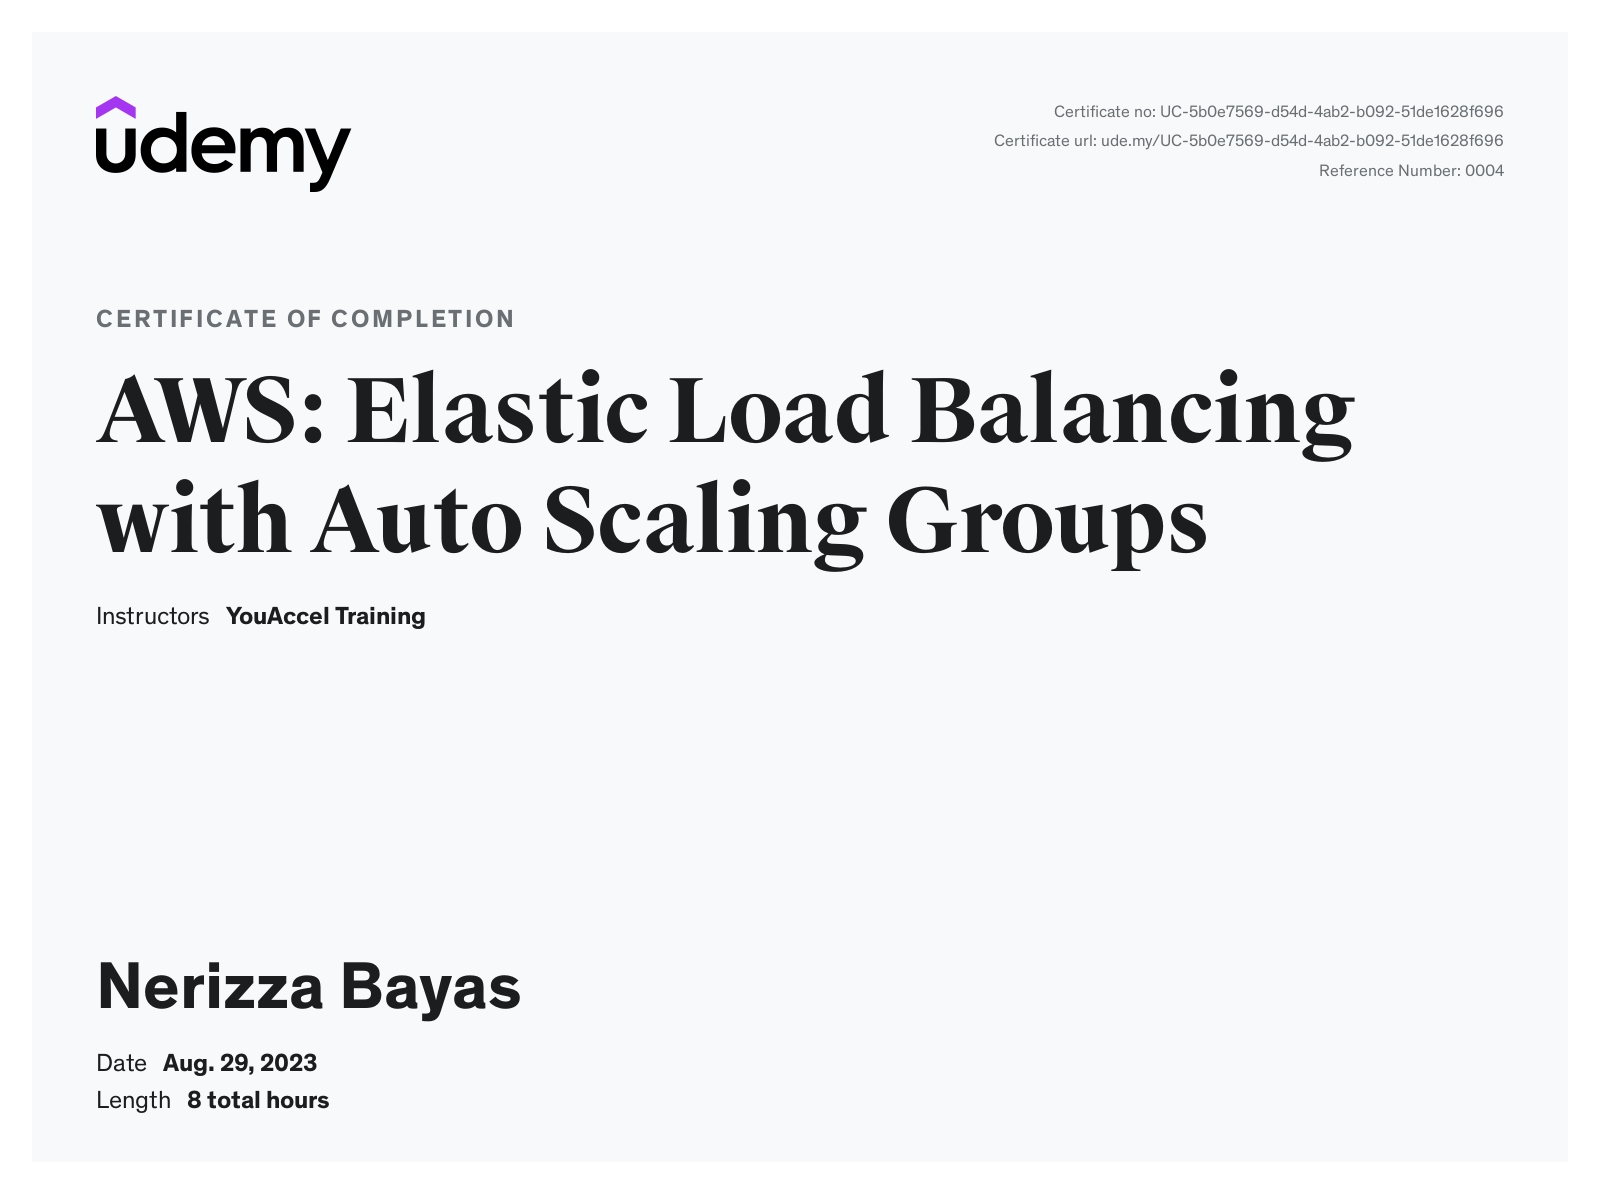 udemy
Certificate no: UC-5b0e7569-d54d-4ab2-b092-51de1628f696
Certificate url: ude.my/UC-5b0e7569-d54d-4ab2-b092-51de1628f696
Reference Number: 0004
CERTIFICATE OF COMPLETION
AWS: Elastic Load Balancing
with Auto Scaling Groups
Instructors YouAccel Training
Nerizza Bayas
Date Aug. 29, 2023
Length 8 total hours